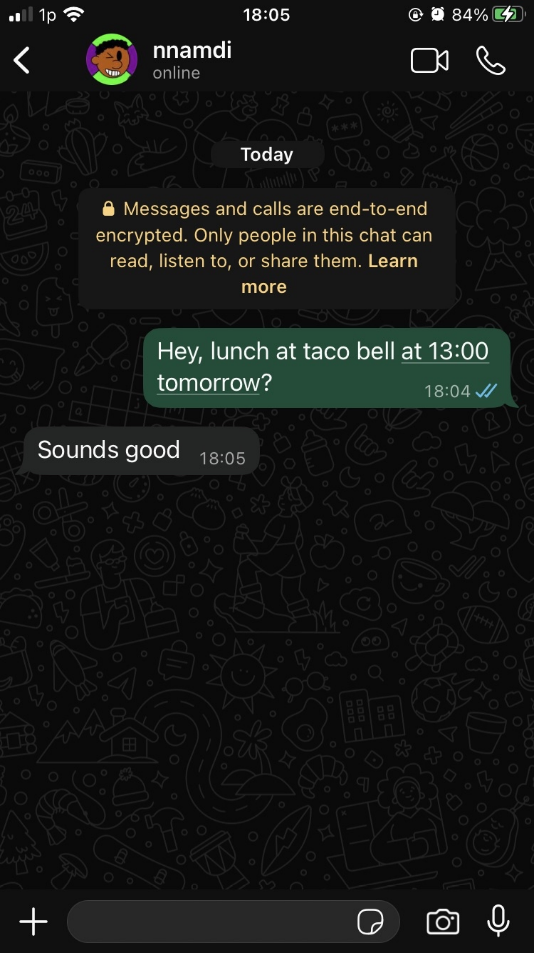 1p 18:05 84%
nnamdi
online
Today
Messages and calls are end-to-end
encrypted. Only people in this chat can
read, listen to, or share them. Learn
more
Hey, lunch at taco bell at 13:00
tomorrow?
18:04
Sounds good 18:05